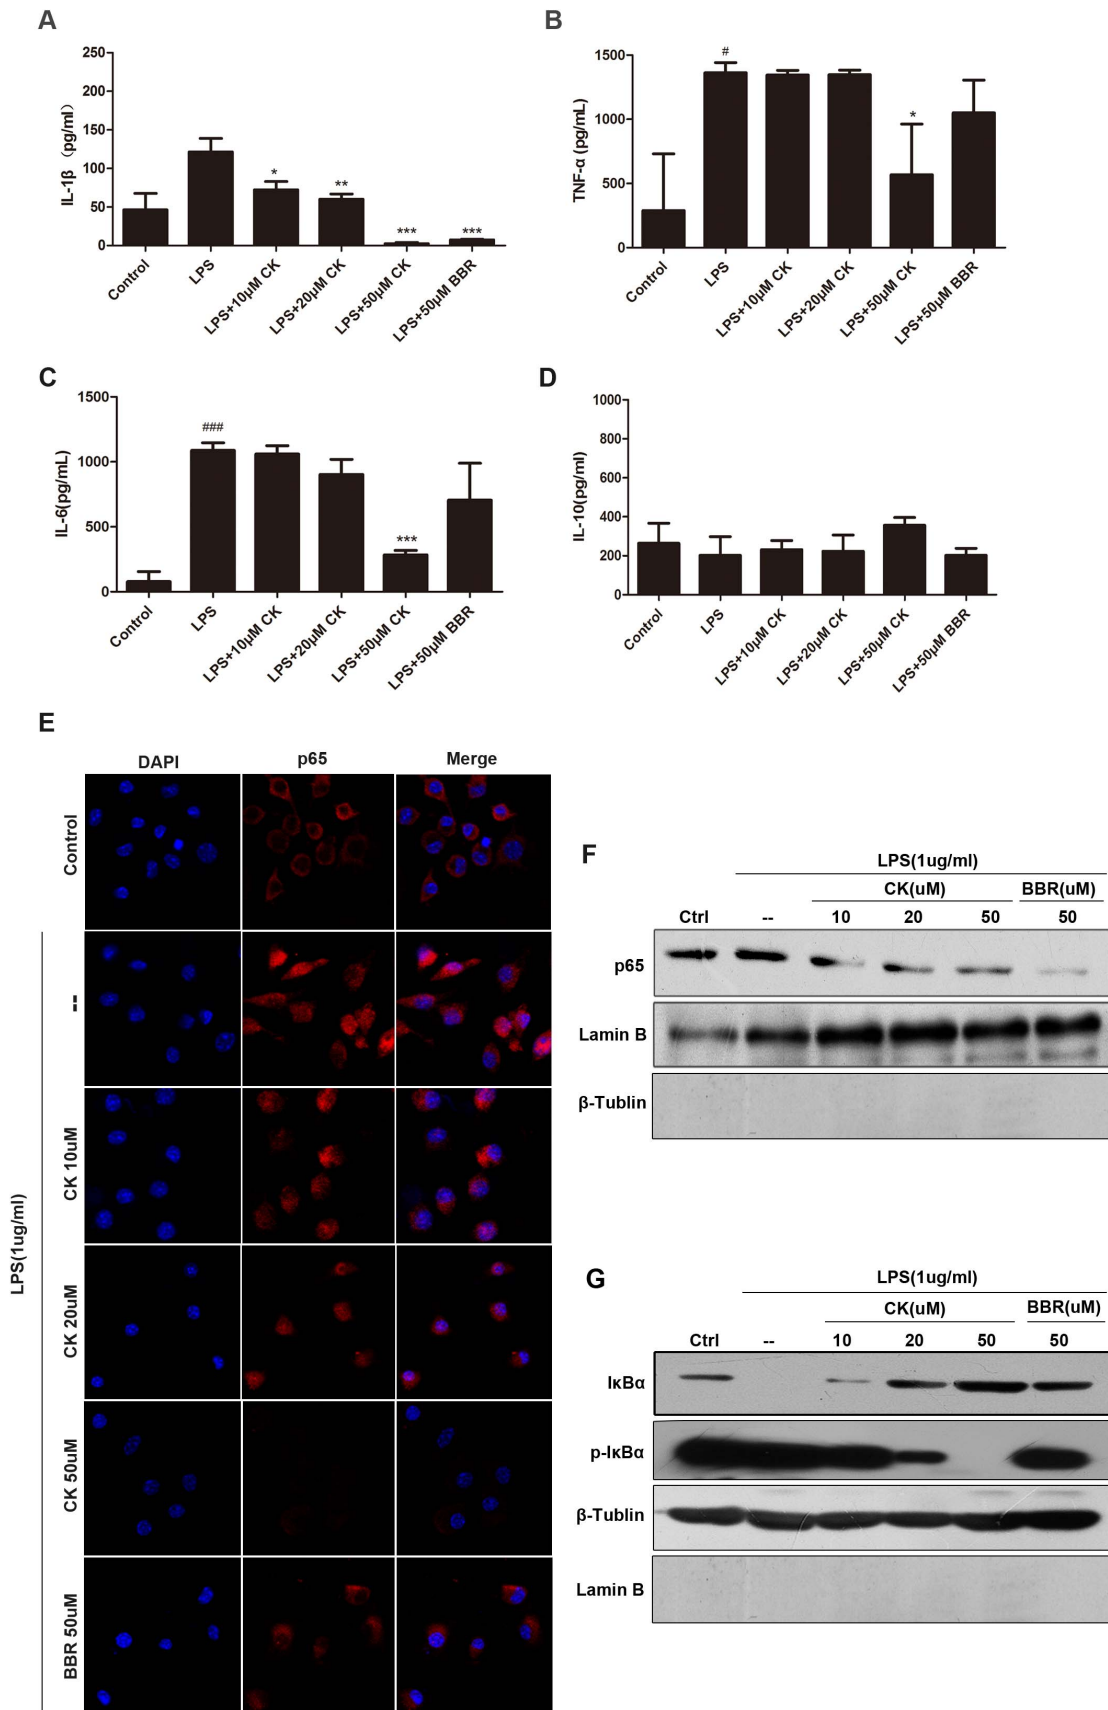 A
250
200
150
100
50
0
IL-1β (pg/ml)
*
**
***
***
Control
LPS
LPS+10μM CK
LPS+20μM CK
LPS+50μM CK
LPS+50μM BBR
B
1500
1000
500
0
TNF-α (pg/mL)
#
*
Control
LPS
LPS+10μM CK
LPS+20μM CK
LPS+50μM CK
LPS+50μM BBR
C
1500
1000
500
0
IL-6(pg/mL)
###
***
Control
LPS
LPS+10μM CK
LPS+20μM CK
LPS+50μM CK
LPS+50μM BBR
D
1000
800
600
400
200
0
IL-10(pg/ml)
Control
LPS
LPS+10μM CK
LPS+20μM CK
LPS+50μM CK
LPS+50μM BBR
E
DAPI p65 Merge
Control
--
CK 10uM
CK 20uM
CK 50uM
BBR 50uM
LPS(1ug/ml)
F
LPS(1ug/ml)
CK(uM) BBR(uM)
Ctrl -- 10 20 50 50
p65
Lamin B
β-Tublin
G
LPS(1ug/ml)
CK(uM) BBR(uM)
Ctrl -- 10 20 50 50
IκBα
p-IκBα
β-Tublin
Lamin B